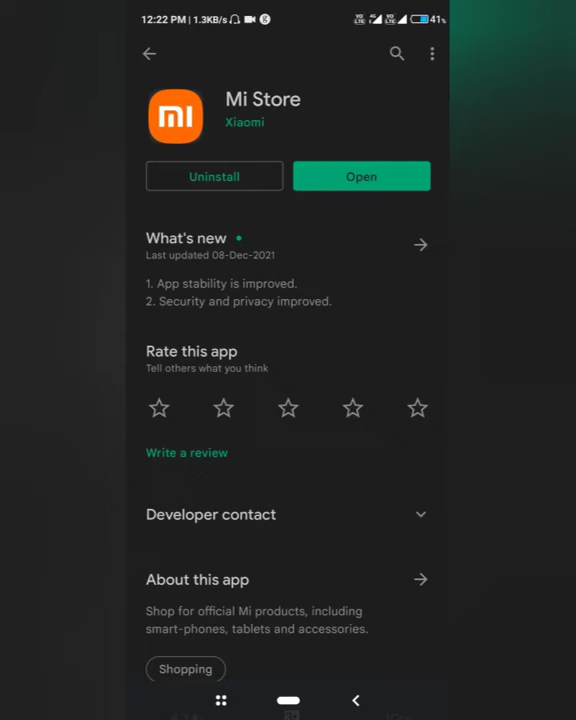 12:22 PM | 1.3KB/s 41%
Mi Store
Xiaomi
Uninstall Open
What's new
Last updated 08-Dec-2021
1. App stability is improved.
2. Security and privacy improved.
Rate this app
Tell others what you think
Write a review
Developer contact
About this app
Shop for official Mi products, including
smart-phones, tablets and accessories.
Shopping